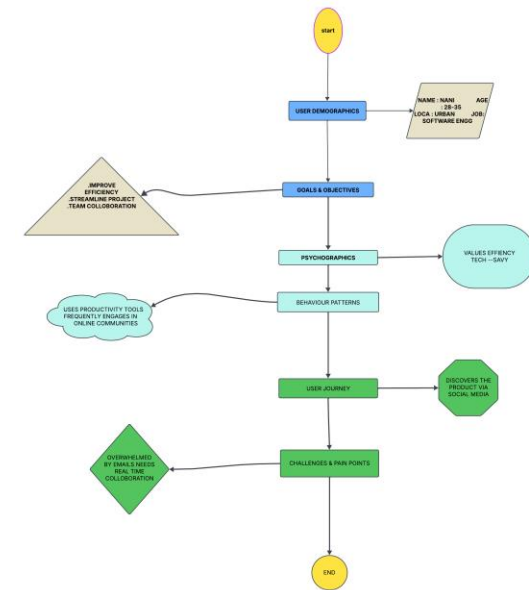 start
USER DEMOGRAPHICS
NAME : NANI AGE
: 28-35
LOCA : URBAN JOB:
SOFTWARE ENGG
GOALS & OBJECTIVES
.IMPROVE
EFFICIENCY
.STREAMLINE PROJECT
.TEAM COLLOBORATION
PSYCHOGRAPHICS
VALUES EFFIENCY
TECH --SAVY
BEHAVIOUR PATTERNS
USES PRODUCTIVITY TOOLS
FREQUENTLY ENGAGES IN
ONLINE COMMUNITIES
USER JOURNEY
DISCOVERS THE
PRODUCT VIA
SOCIAL MEDIA
CHALLENGES & PAIN POINTS
OVERWHELMED
BY EMAILS NEEDS
REAL TIME
COLLOBORATION
END